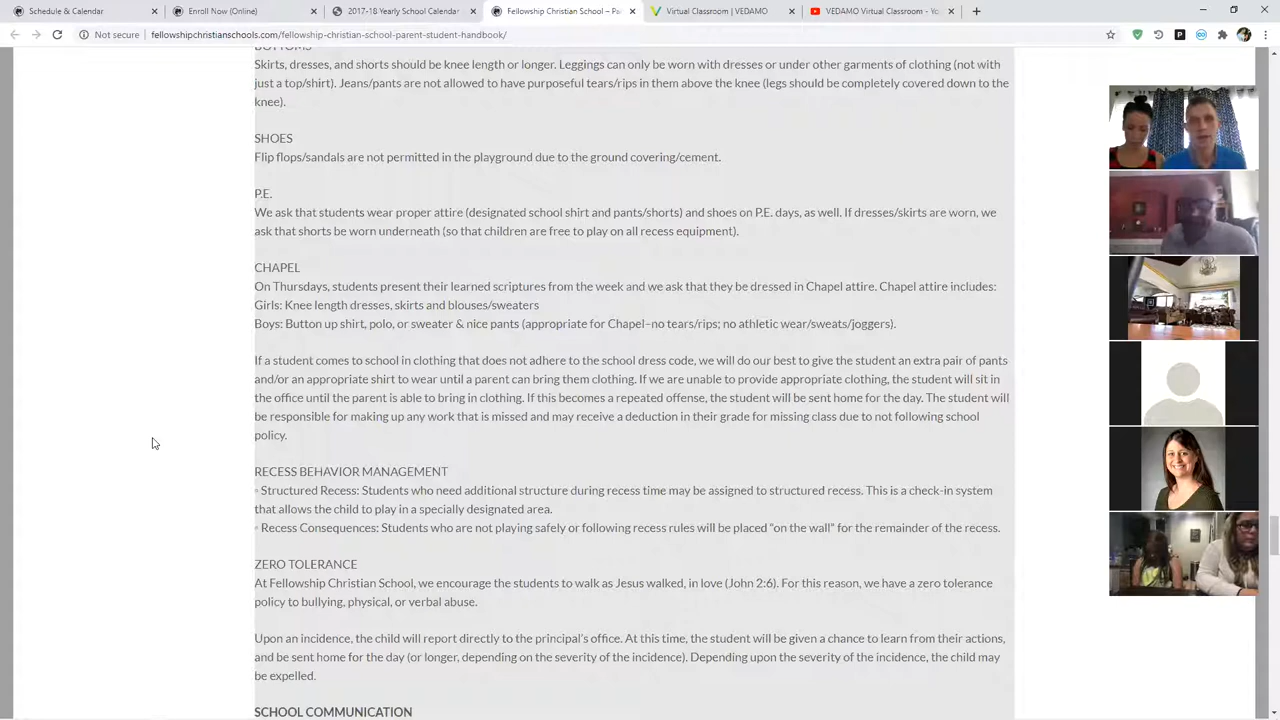 Schedule & Calendar
Enroll Now (Online)
2017-18 Yearly School Calendar
Fellowship Christian School – Pa
Virtual Classroom | VEDAMO
VEDAMO Virtual Classroom - Yo
Not secure
fellowshipchristianschools.com/fellowship-christian-school-parent-student-handbook/
BOTTOMS
Skirts, dresses, and shorts should be knee length or longer. Leggings can only be worn with dresses or under other garments of clothing (not with
just a top/shirt). Jeans/pants are not allowed to have purposeful tears/rips in them above the knee (legs should be completely covered down to the
knee).
SHOES
Flip flops/sandals are not permitted in the playground due to the ground covering/cement.
P.E.
We ask that students wear proper attire (designated school shirt and pants/shorts) and shoes on P.E. days, as well. If dresses/skirts are worn, we
ask that shorts be worn underneath (so that children are free to play on all recess equipment).
CHAPEL
On Thursdays, students present their learned scriptures from the week and we ask that they be dressed in Chapel attire. Chapel attire includes:
Girls: Knee length dresses, skirts and blouses/sweaters
Boys: Button up shirt, polo, or sweater & nice pants (appropriate for Chapel–no tears/rips; no athletic wear/sweats/joggers).
If a student comes to school in clothing that does not adhere to the school dress code, we will do our best to give the student an extra pair of pants
and/or an appropriate shirt to wear until a parent can bring them clothing. If we are unable to provide appropriate clothing, the student will sit in
the office until the parent is able to bring in clothing. If this becomes a repeated offense, the student will be sent home for the day. The student will
be responsible for making up any work that is missed and may receive a deduction in their grade for missing class due to not following school
policy.
RECESS BEHAVIOR MANAGEMENT
◦ Structured Recess: Students who need additional structure during recess time may be assigned to structured recess. This is a check-in system
that allows the child to play in a specially designated area.
◦ Recess Consequences: Students who are not playing safely or following recess rules will be placed “on the wall” for the remainder of the recess.
ZERO TOLERANCE
At Fellowship Christian School, we encourage the students to walk as Jesus walked, in love (John 2:6). For this reason, we have a zero tolerance
policy to bullying, physical, or verbal abuse.
Upon an incidence, the child will report directly to the principal’s office. At this time, the student will be given a chance to learn from their actions,
and be sent home for the day (or longer, depending on the severity of the incidence). Depending upon the severity of the incidence, the child may
be expelled.
SCHOOL COMMUNICATION